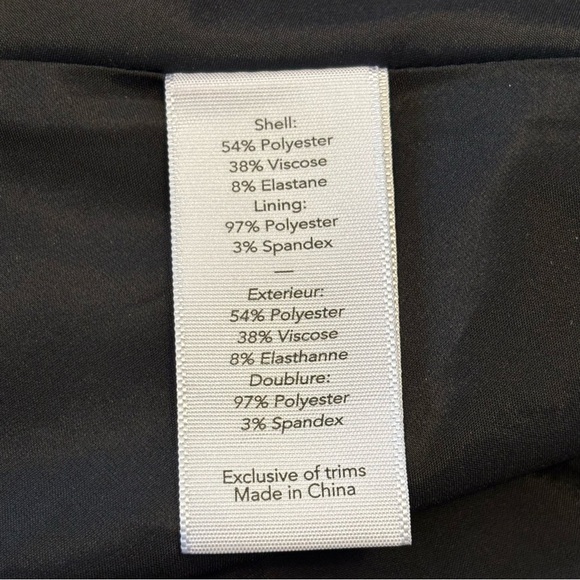 Shell:
54% Polyester
38% Viscose
8% Elastane
Lining:
97% Polyester
3% Spandex
—
Exterieur:
54% Polyester
38% Viscose
8% Elasthanne
Doublure:
97% Polyester
3% Spandex
Exclusive of trims
Made in China